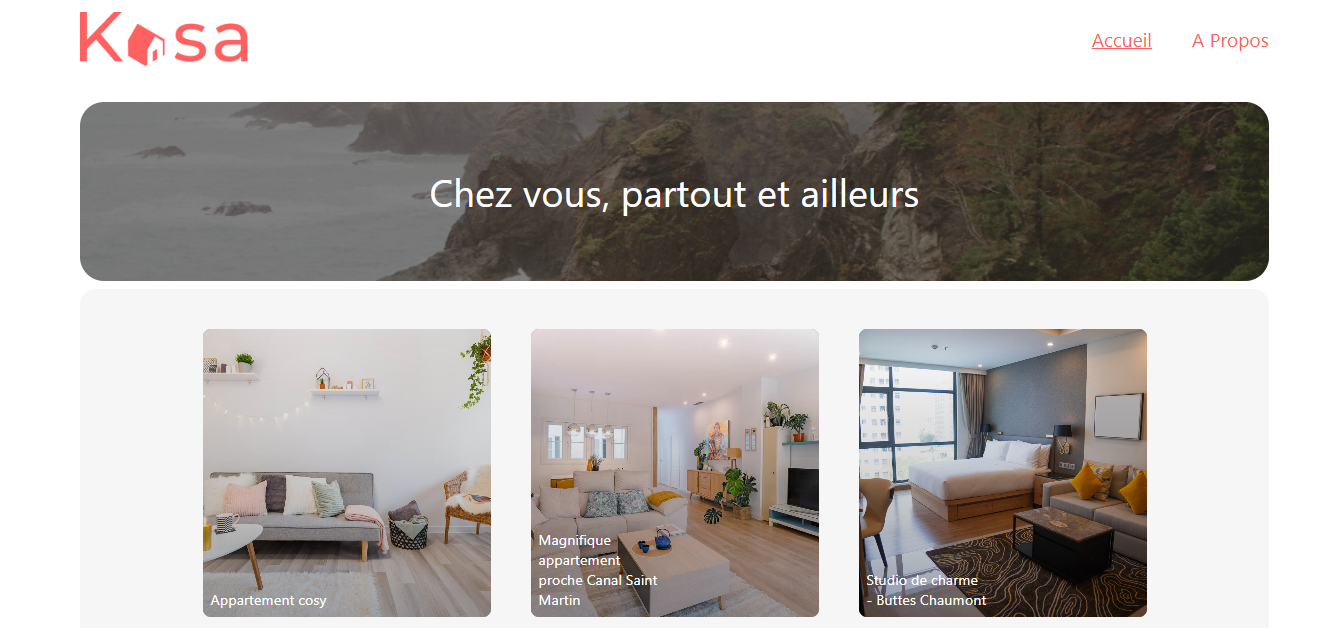 Kasa
Accueil
A Propos
Chez vous, partout et ailleurs
Appartement cosy
Magnifique
appartement
proche Canal Saint
Martin
Studio de charme
- Buttes Chaumont